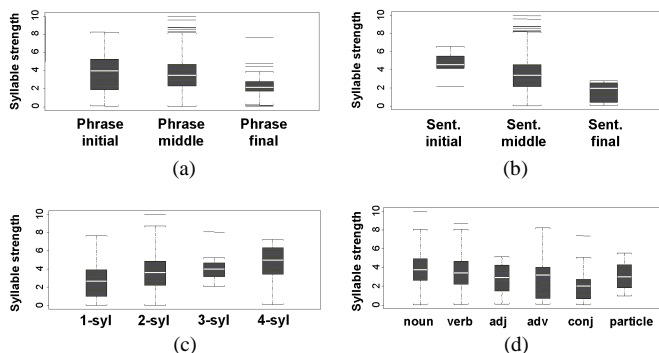 Syllable strength
10
8
6
4
2
0
Phrase initial
Phrase middle
Phrase final
(a)
Syllable strength
10
8
6
4
2
0
Sent. initial
Sent. middle
Sent. final
(b)
Syllable strength
10
8
6
4
2
0
1-syl 2-syl 3-syl 4-syl
(c)
Syllable strength
10
8
6
4
2
0
noun verb adj adv conj particle
(d)